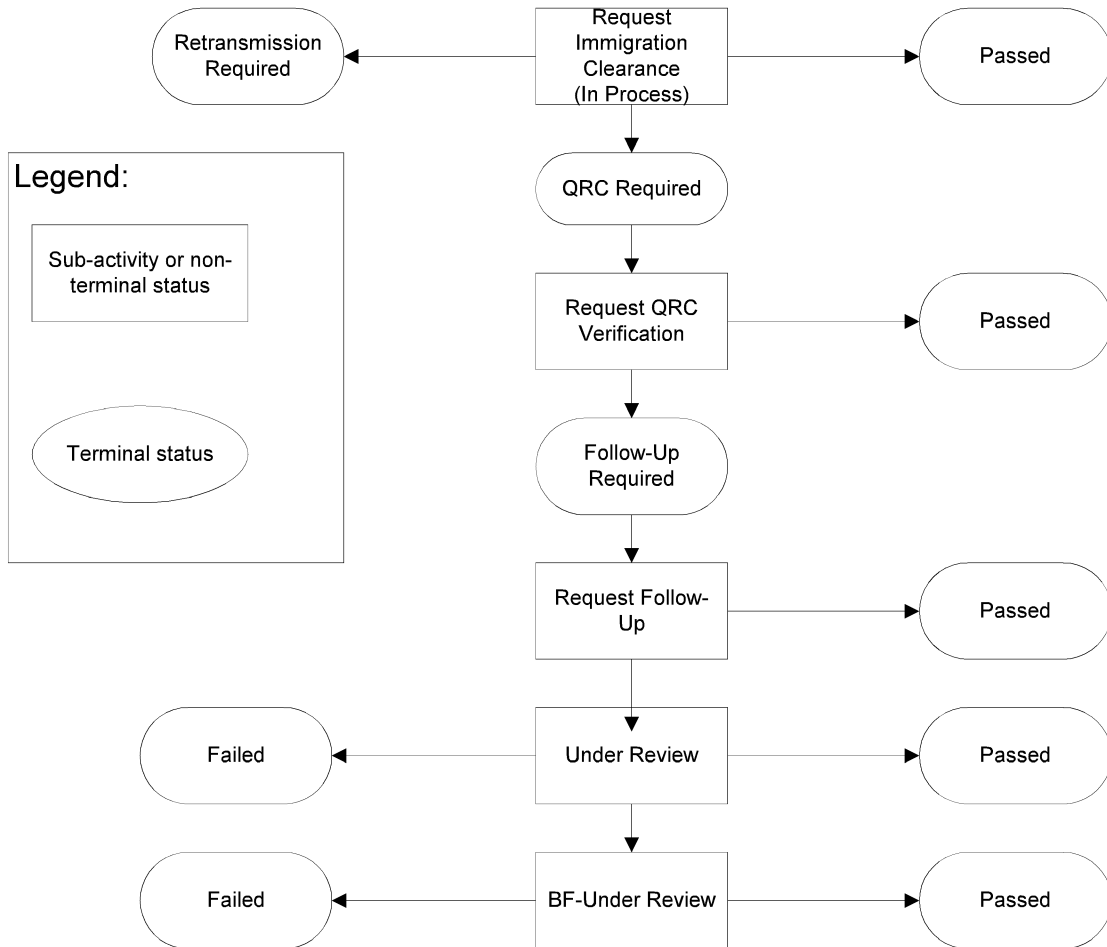 Retransmission
Required
Request
Immigration
Clearance
(In Process)
Passed
Legend:
Sub-activity or non-
terminal status
Terminal status
QRC Required
Request QRC
Verification
Passed
Follow-Up
Required
Request Follow-
Up
Passed
Failed
Under Review
Passed
Failed
BF-Under Review
Passed